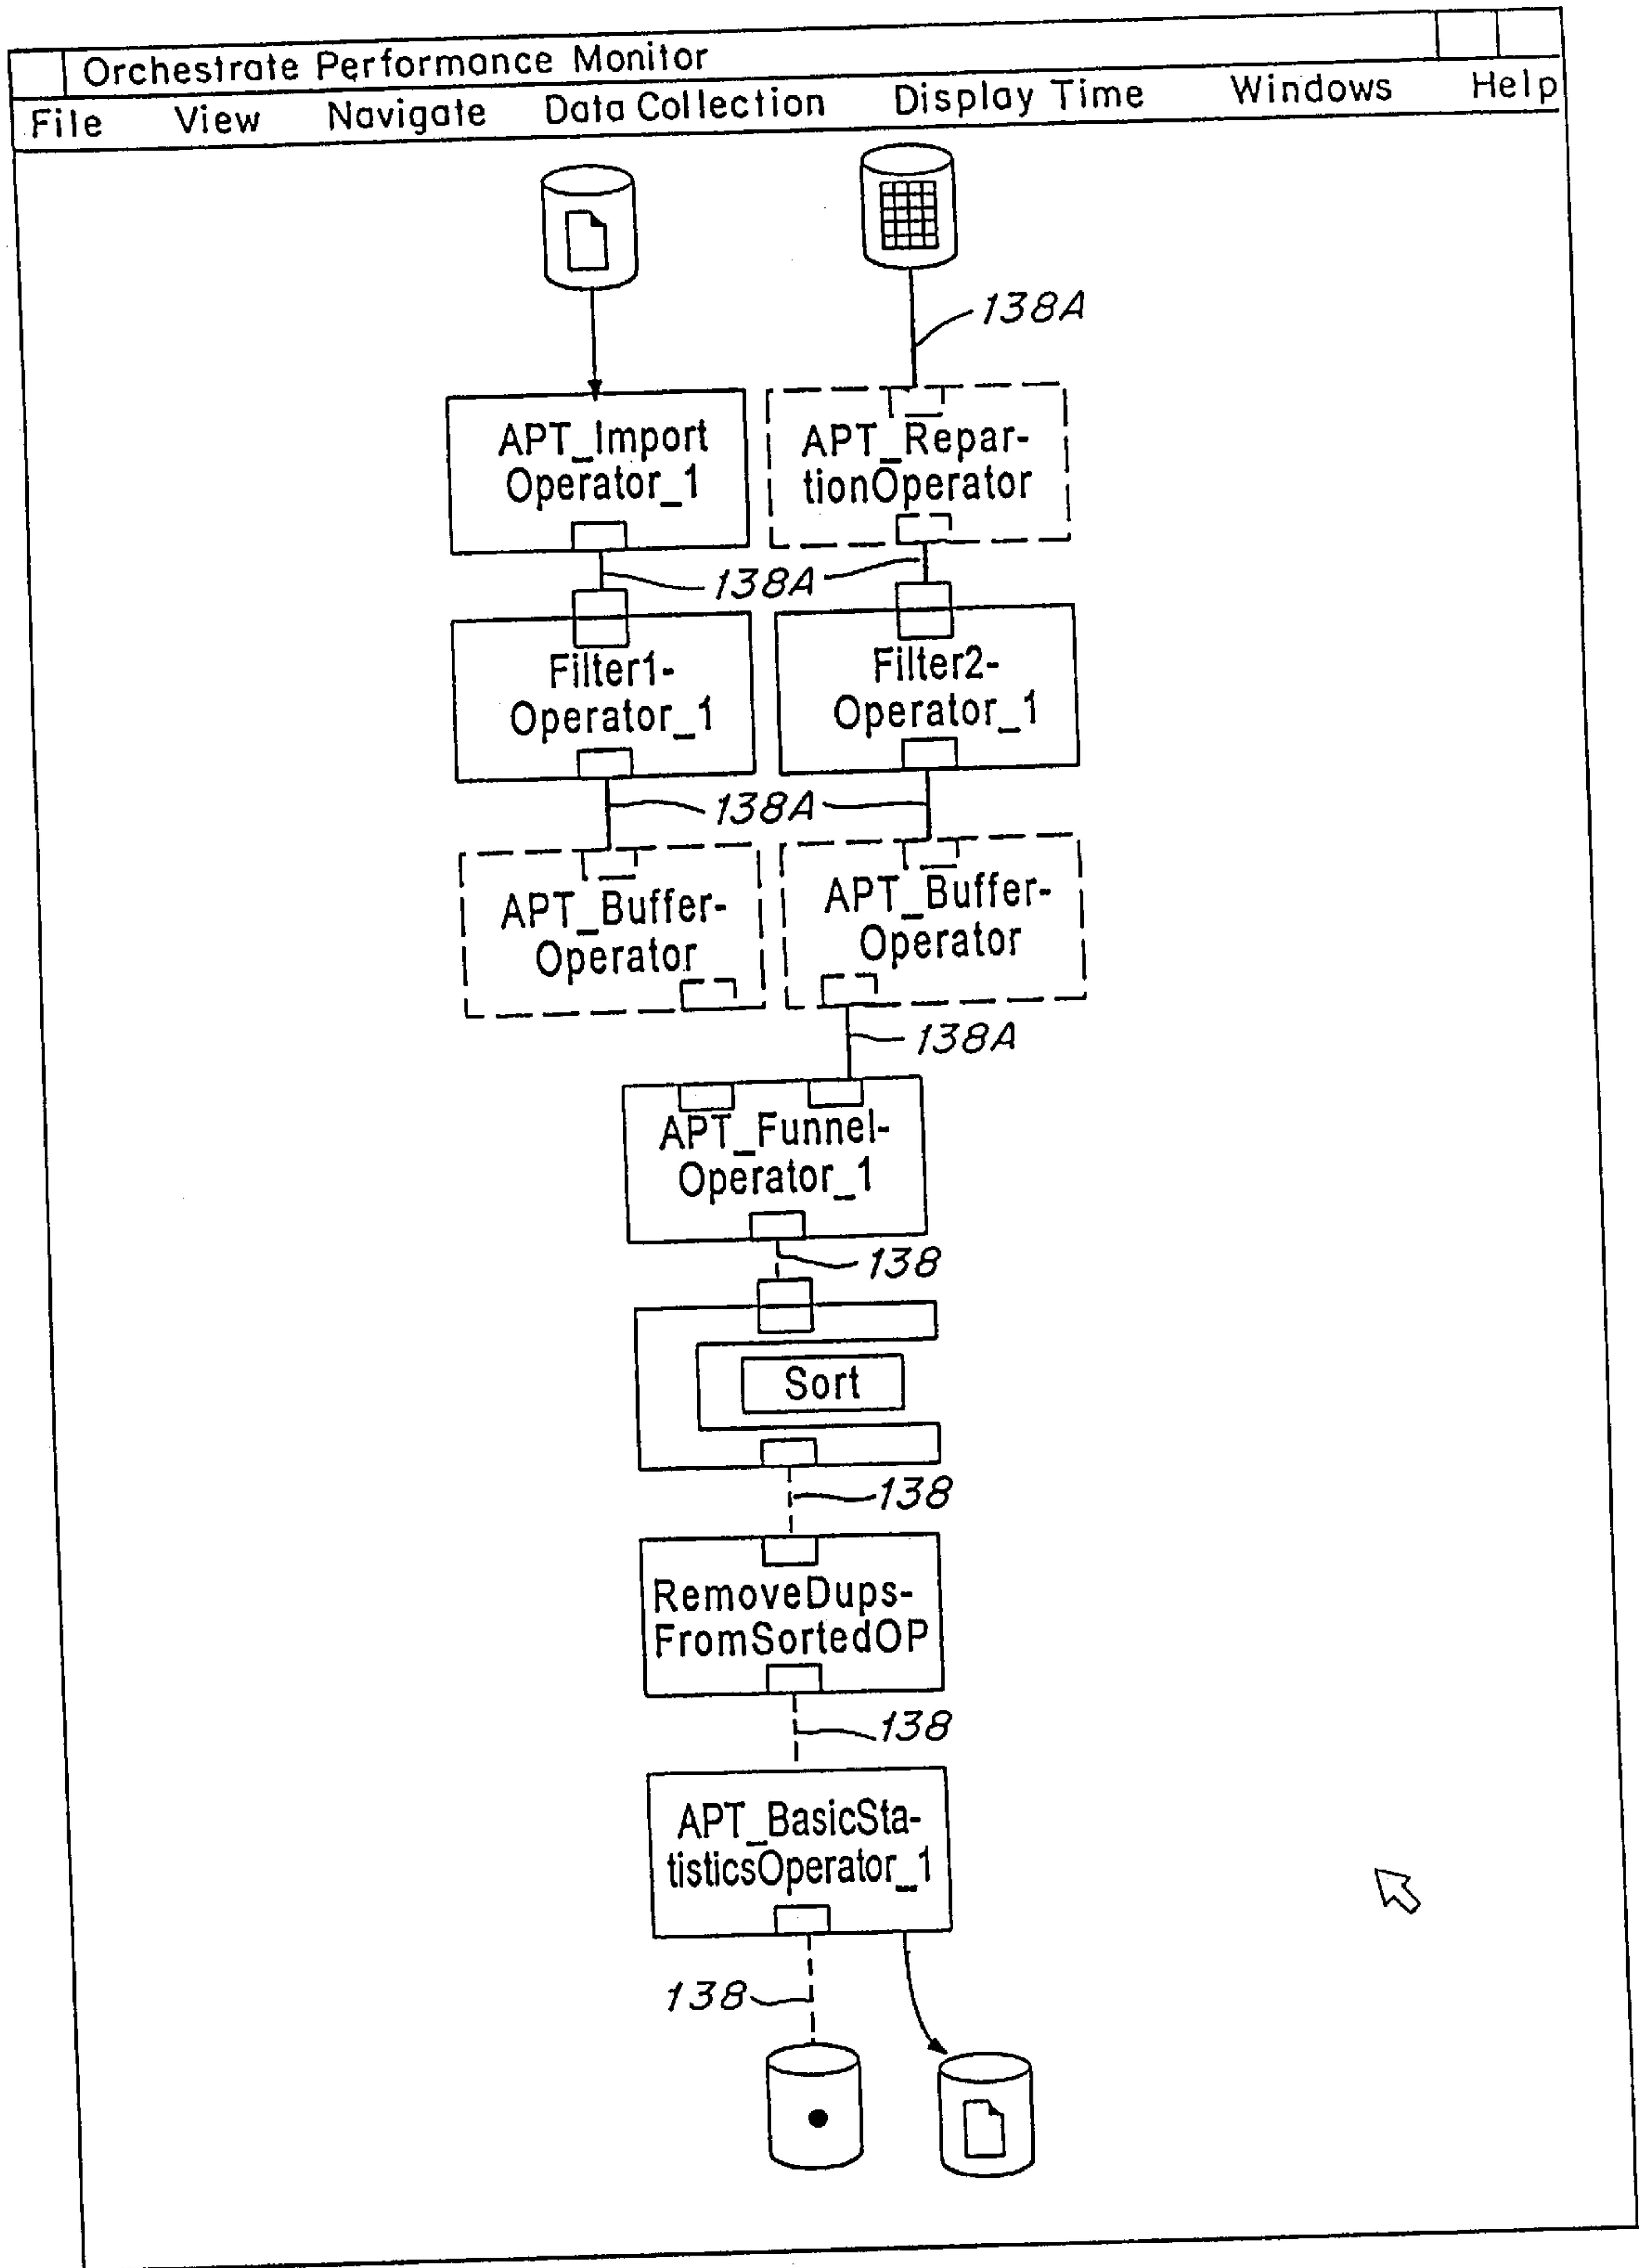 Orchestrate Performance Monitor
File View Navigate Data Collection Display Time Windows Help
138A
APT_Import
Operator_1
APT_Repar-
tionOperator
138A
Filter1-
Operator_1
Filter2-
Operator_1
138A
APT_Buffer-
Operator
APT_Buffer-
Operator
138A
APT_Funnel-
Operator_1
138
Sort
138
RemoveDups-
FromSortedOP
138
APT_BasicSta-
tisticsOperator_1
138